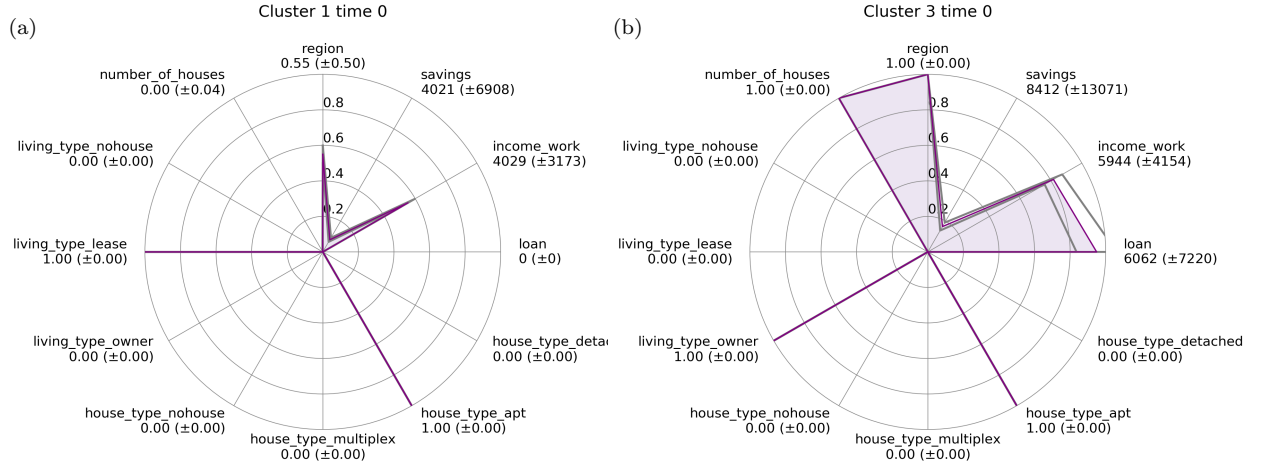 (a)
Cluster 1 time 0
region
0.55 (±0.50)
savings
4021 (±6908)
number_of_houses
0.00 (±0.04)
income_work
4029 (±3173)
living_type_nohouse
0.00 (±0.00)
loan
0 (±0)
living_type_lease
1.00 (±0.00)
house_type_detac
0.00 (±0.00)
living_type_owner
0.00 (±0.00)
house_type_apt
1.00 (±0.00)
house_type_nohouse
0.00 (±0.00)
house_type_multiplex
0.00 (±0.00)
0.8
0.6
0.4
0.2
(b)
Cluster 3 time 0
region
1.00 (±0.00)
savings
8412 (±13071)
number_of_houses
1.00 (±0.00)
income_work
5944 (±4154)
living_type_nohouse
0.00 (±0.00)
loan
6062 (±7220)
living_type_lease
0.00 (±0.00)
house_type_detached
0.00 (±0.00)
living_type_owner
1.00 (±0.00)
house_type_apt
1.00 (±0.00)
house_type_nohouse
0.00 (±0.00)
house_type_multiplex
0.00 (±0.00)
0.8
0.6
0.4
0.2